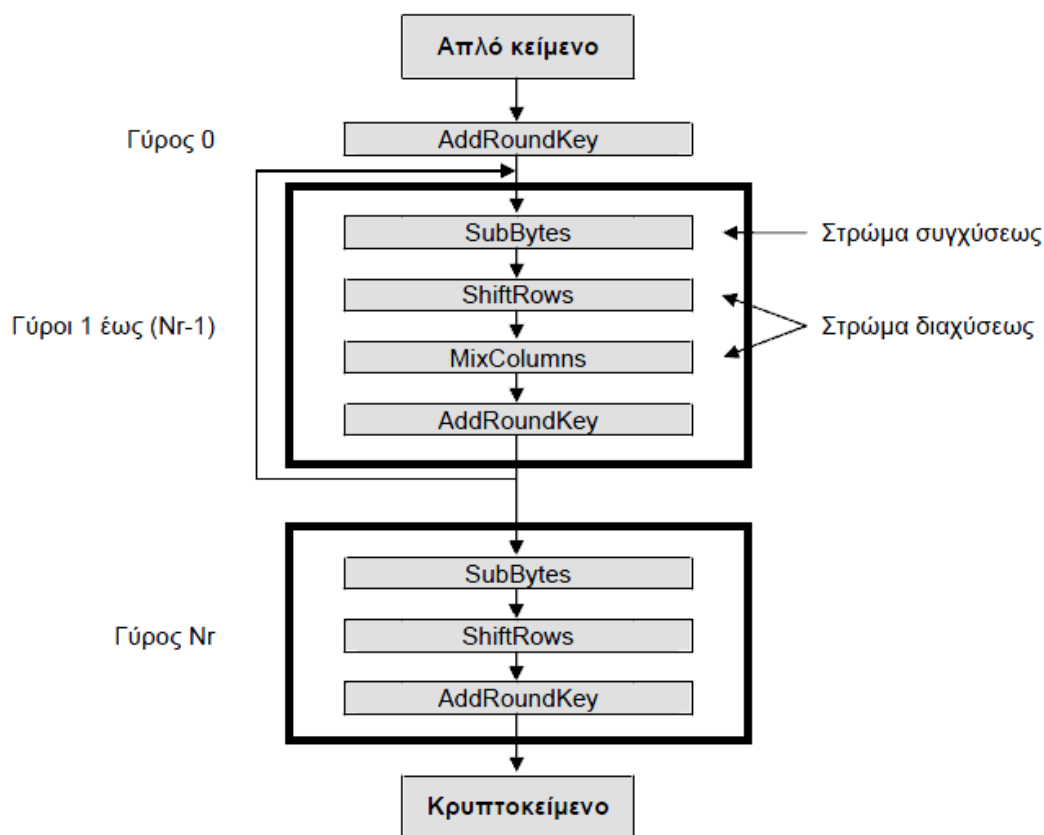 Απλό κείμενο
Γύρος 0
AddRoundKey
SubBytes
Στρώμα συγχύσεως
ShiftRows
Γύροι 1 έως (Nr-1)
Στρώμα διαχύσεως
MixColumns
AddRoundKey
SubBytes
Γύρος Nr
ShiftRows
AddRoundKey
Κρυπτοκείμενο